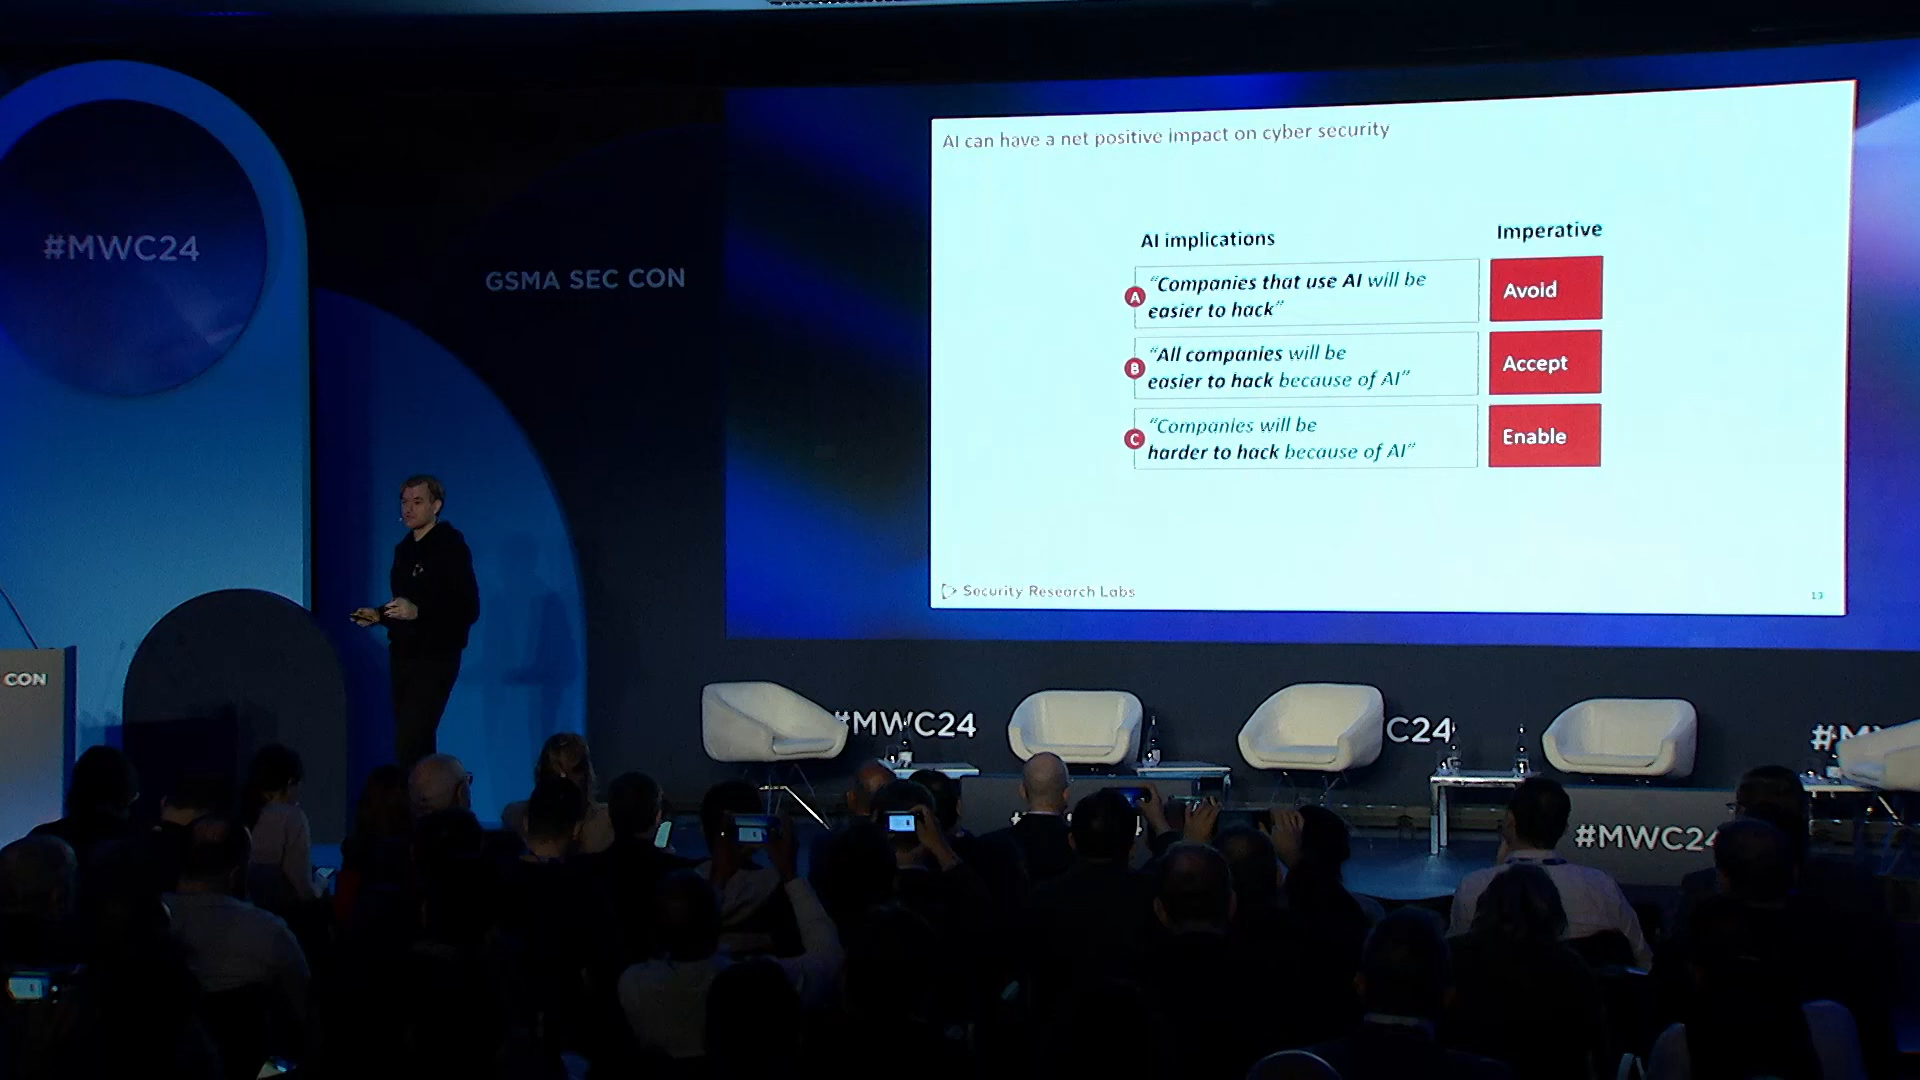 #MWC24
GSMA SEC CON
CON
AI can have a net positive impact on cyber security
AI implications
Imperative
A
“Companies that use AI will be
easier to hack”
Avoid
B
“All companies will be
easier to hack because of AI”
Accept
C
“Companies will be
harder to hack because of AI”
Enable
Security Research Labs
#MWC24
C24
#MWC24